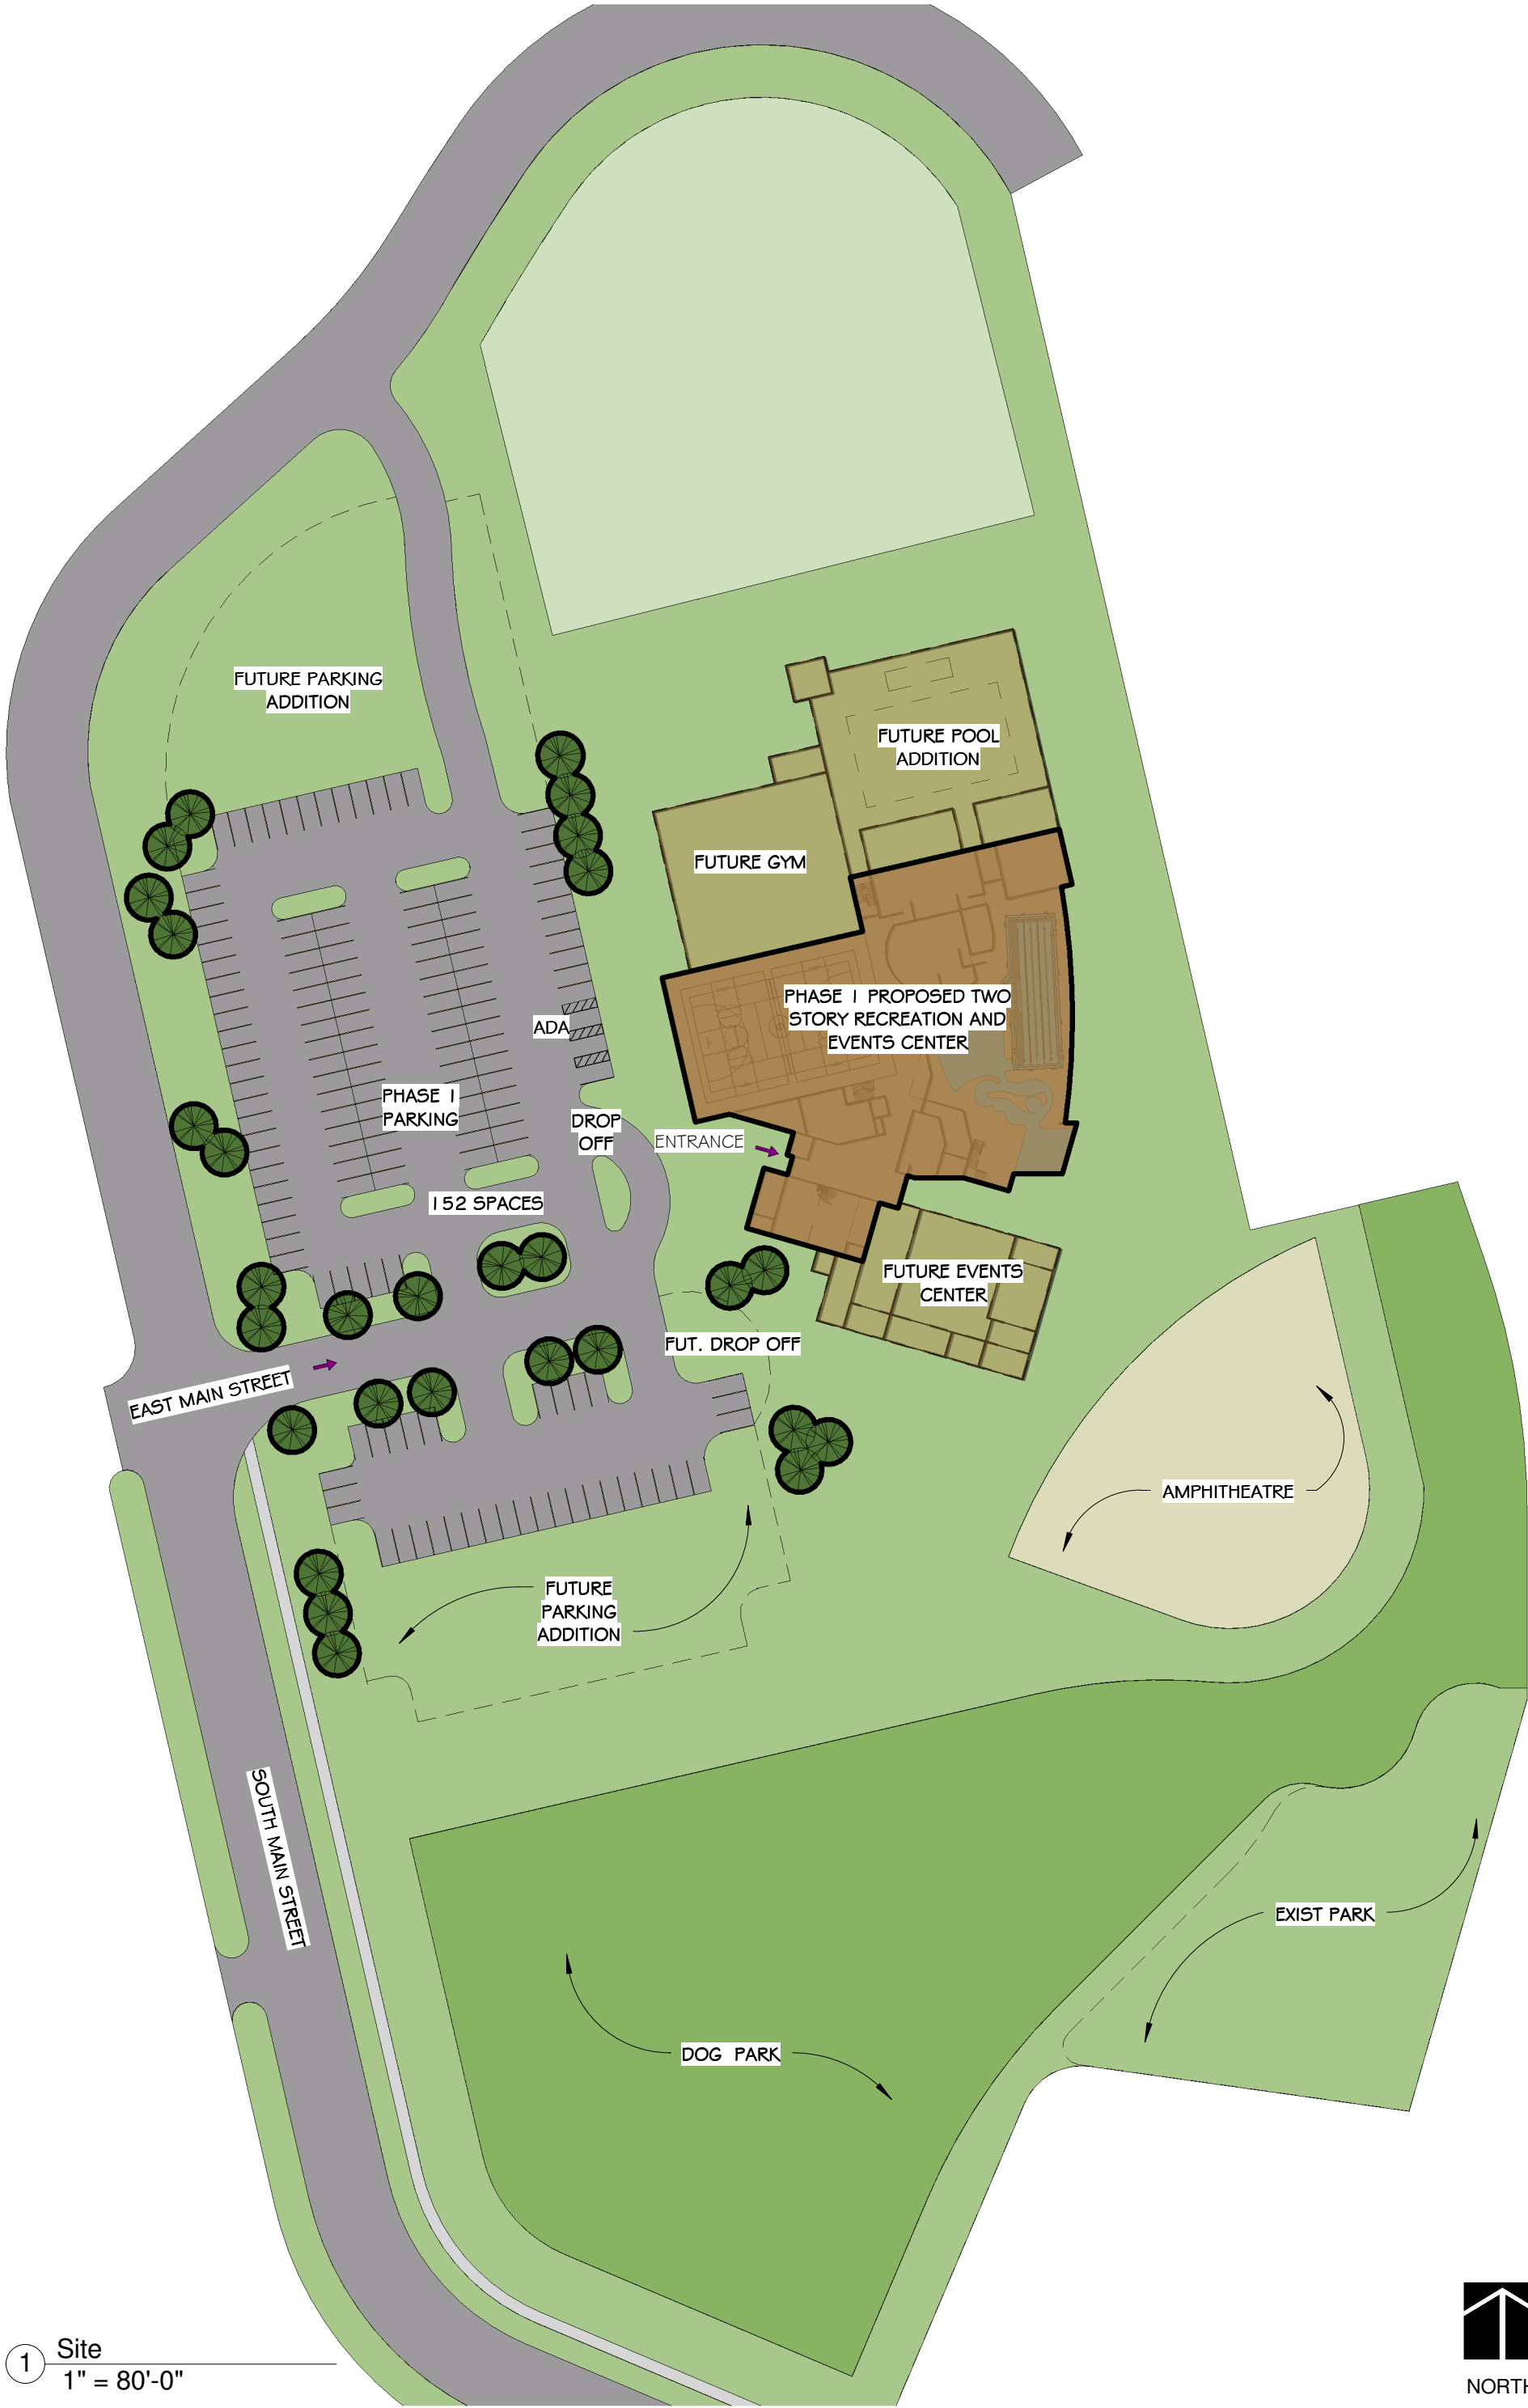 FUTURE PARKING
ADDITION
FUTURE POOL
ADDITION
FUTURE GYM
PHASE 1 PROPOSED TWO
STORY RECREATION AND
EVENTS CENTER
ADA
PHASE 1
PARKING
DROP
OFF
ENTRANCE
152 SPACES
FUTURE EVENTS
CENTER
FUT. DROP OFF
EAST MAIN STREET
AMPHITHEATRE
FUTURE
PARKING
ADDITION
SOUTH MAIN STREET
EXIST PARK
DOG PARK
1 Site
1" = 80'-0"
NORTH